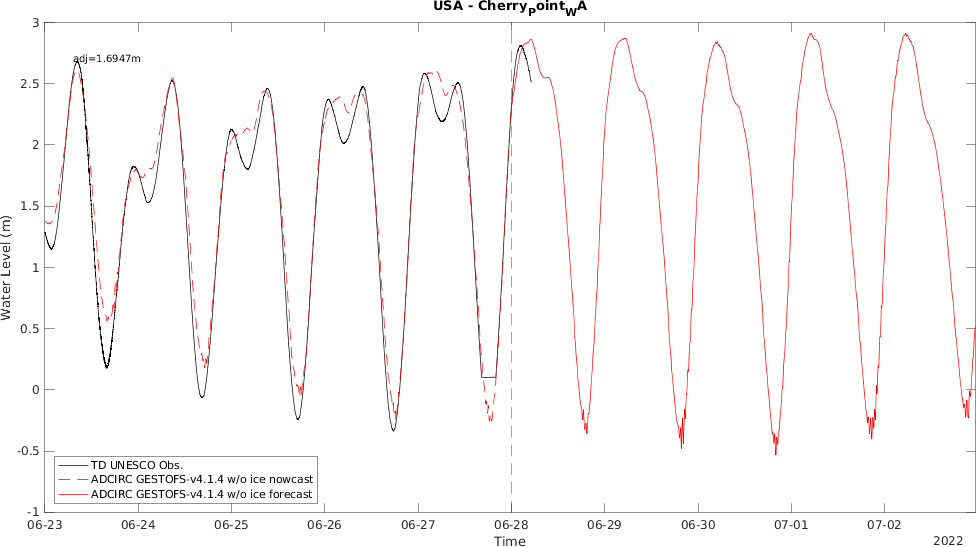 USA - CherryPointWA
adj=1.6947m
3
2.5
2
1.5
1
0.5
0
-0.5
-1
Water Level (m)
TD UNESCO Obs.
ADCIRC GESTOFS-v4.1.4 w/o ice nowcast
ADCIRC GESTOFS-v4.1.4 w/o ice forecast
06-23 06-24 06-25 06-26 06-27 06-28 06-29 06-30 07-01 07-02
Time
2022